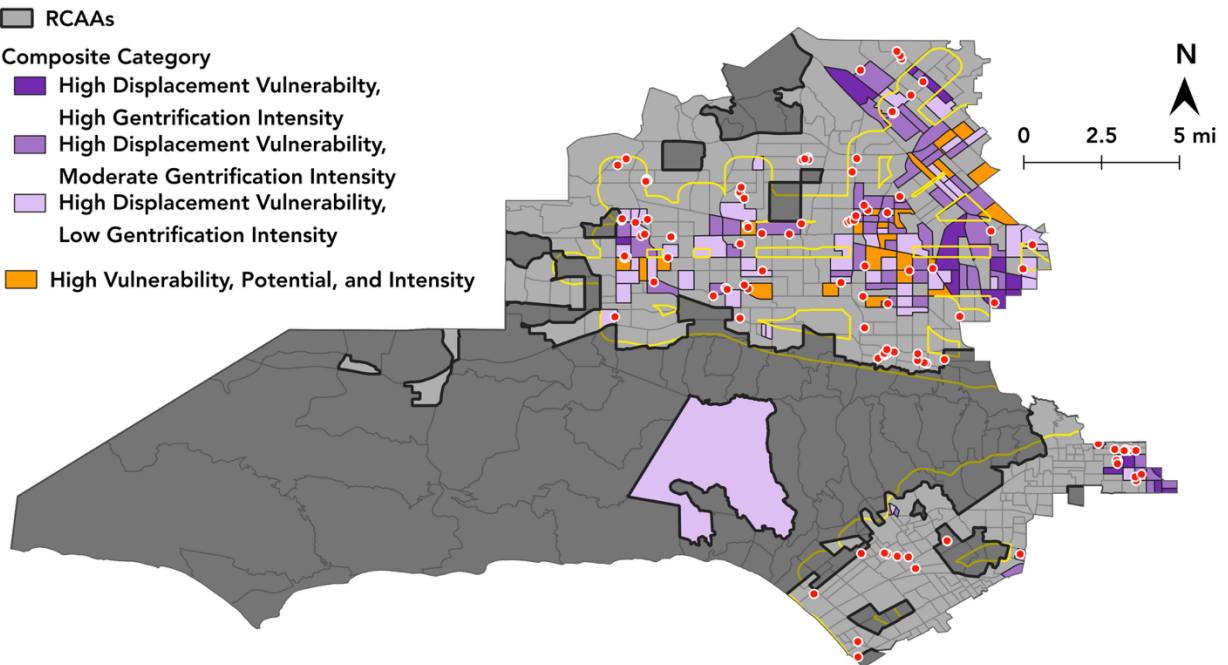 RCAAs
Composite Category
High Displacement Vulnerabilty,
High Gentrification Intensity
High Displacement Vulnerability,
Moderate Gentrification Intensity
High Displacement Vulnerability,
Low Gentrification Intensity
High Vulnerability, Potential, and Intensity
N
0 2.5 5 mi